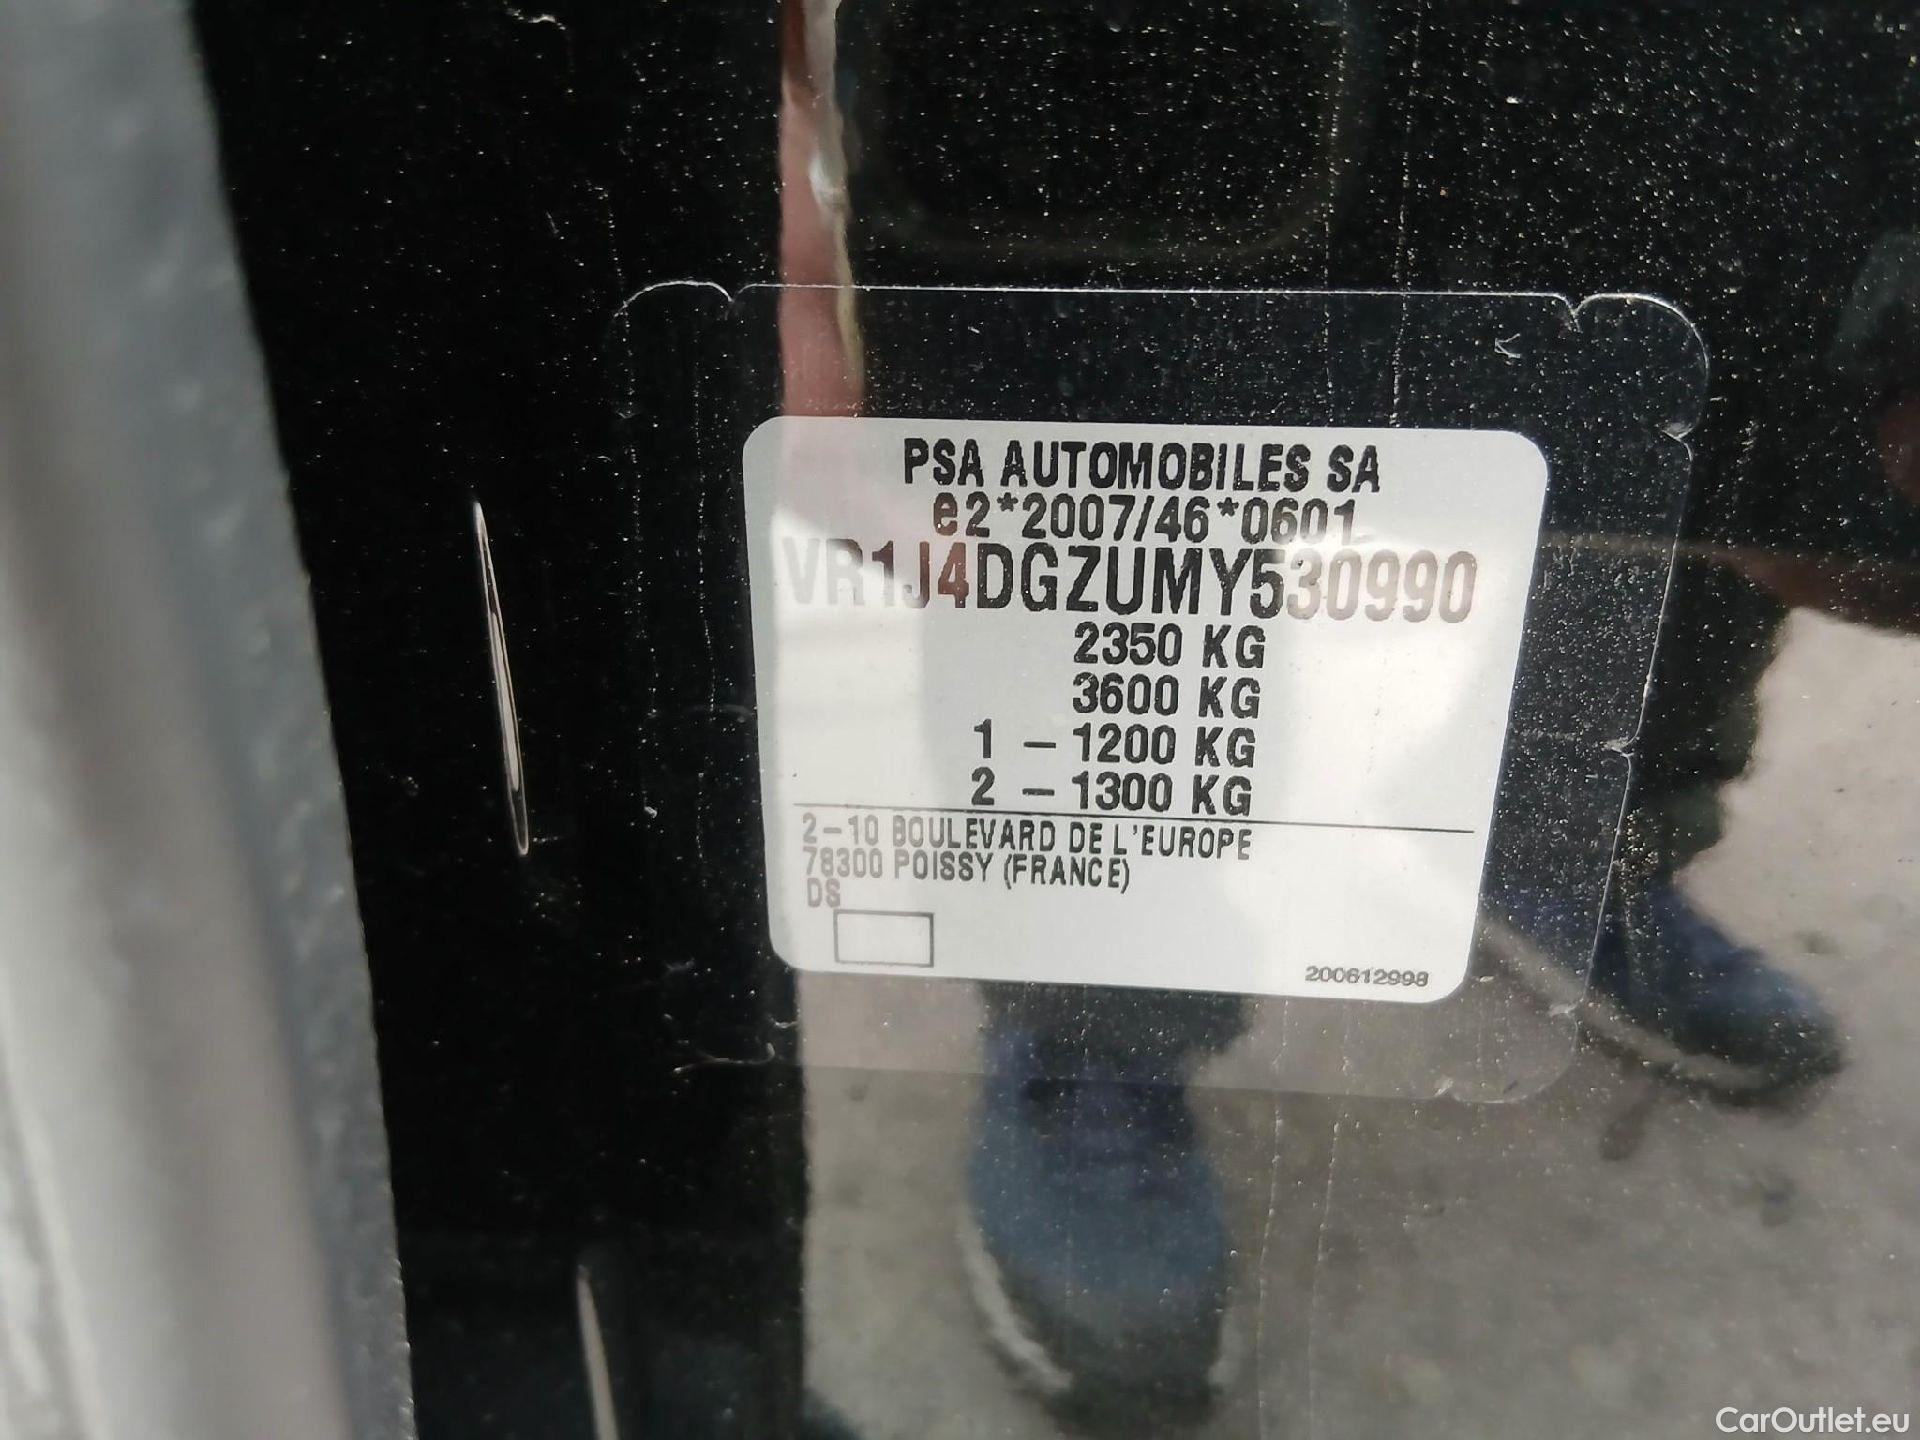 PSA AUTOMOBILES SA
e2*2007/46*0601
VR1J4DGZUMY530990
2350 KG
3600 KG
1 – 1200 KG
2 – 1300 KG
2–10 BOULEVARD DE L'EUROPE
78300 POISSY (FRANCE)
DS
200612998
CarOutlet.eu